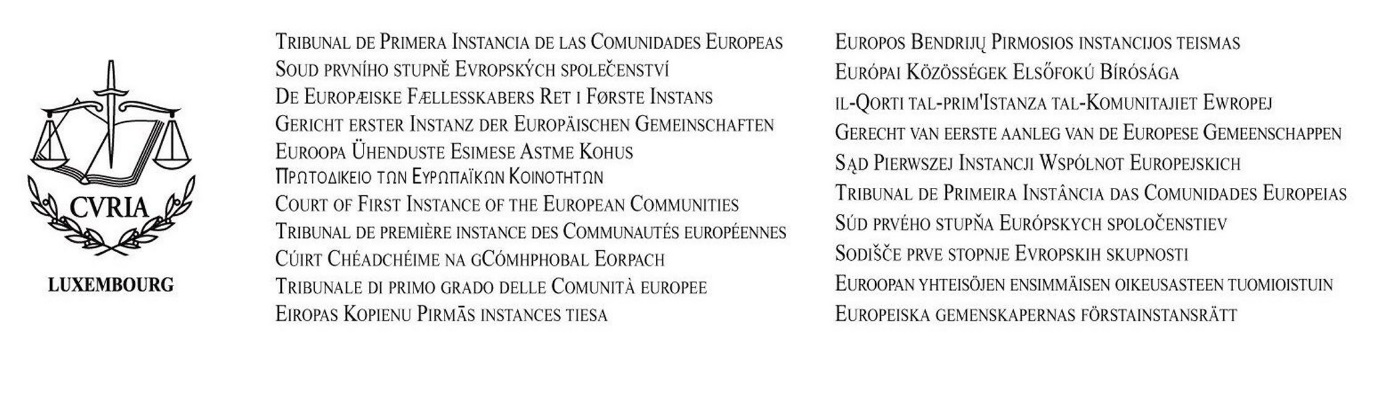 CVRIA
LUXEMBOURG
TRIBUNAL DE PRIMERA INSTANCIA DE LAS COMUNIDADES EUROPEAS
SOUD PRVNÍHO STUPNĚ EVROPSKÝCH SPOLEČENSTVÍ
DE EUROPÆISKE FÆLLESSKABERS RET I FØRSTE INSTANS
GERICHT ERSTER INSTANZ DER EUROPÄISCHEN GEMEINSCHAFTEN
EUROOPA ÜHENDUSTE ESIMESE ASTME KOHUS
ΠΡΩΤΟΔΙΚΕΙΟ ΤΩΝ ΕΥΡΩΠΑΪΚΩΝ ΚΟΙΝΟΤΗΤΩΝ
COURT OF FIRST INSTANCE OF THE EUROPEAN COMMUNITIES
TRIBUNAL DE PREMIÈRE INSTANCE DES COMMUNAUTÉS EUROPÉENNES
CÚIRT CHÉADCHÉIME NA gCÓMHPHOBAL EORPACH
TRIBUNALE DI PRIMO GRADO DELLE COMUNITÀ EUROPEE
EIROPAS KOPIENU PIRMĀS INSTANCES TIESA
EUROPOS BENDRIJŲ PIRMOSIOS INSTANCIJOS TEISMAS
EURÓPAI KÖZÖSSÉGEK ELSŐFOKÚ BÍRÓSÁGA
IL-QORTI TAL-PRIM'ISTANZA TAL-KOMUNITAJIET EWROPEJ
GERECHT VAN EERSTE AANLEG VAN DE EUROPESE GEMEENSCHAPPEN
SĄD PIERWSZEJ INSTANCJI WSPÓLNOT EUROPEJSKICH
TRIBUNAL DE PRIMEIRA INSTÂNCIA DAS COMUNIDADES EUROPEIAS
SÚD PRVÉHO STUPŇA EURÓPSKYCH SPOLOČENSTIEV
SODIŠČE PRVE STOPNJE EVROPSKIH SKUPNOSTI
EUROOPAN YHTEISÖJEN ENSIMMÄISEN OIKEUSASTEEN TUOMIOISTUIN
EUROPEISKA GEMENSKAPERNAS FÖRSTAINSTANSRÄTT